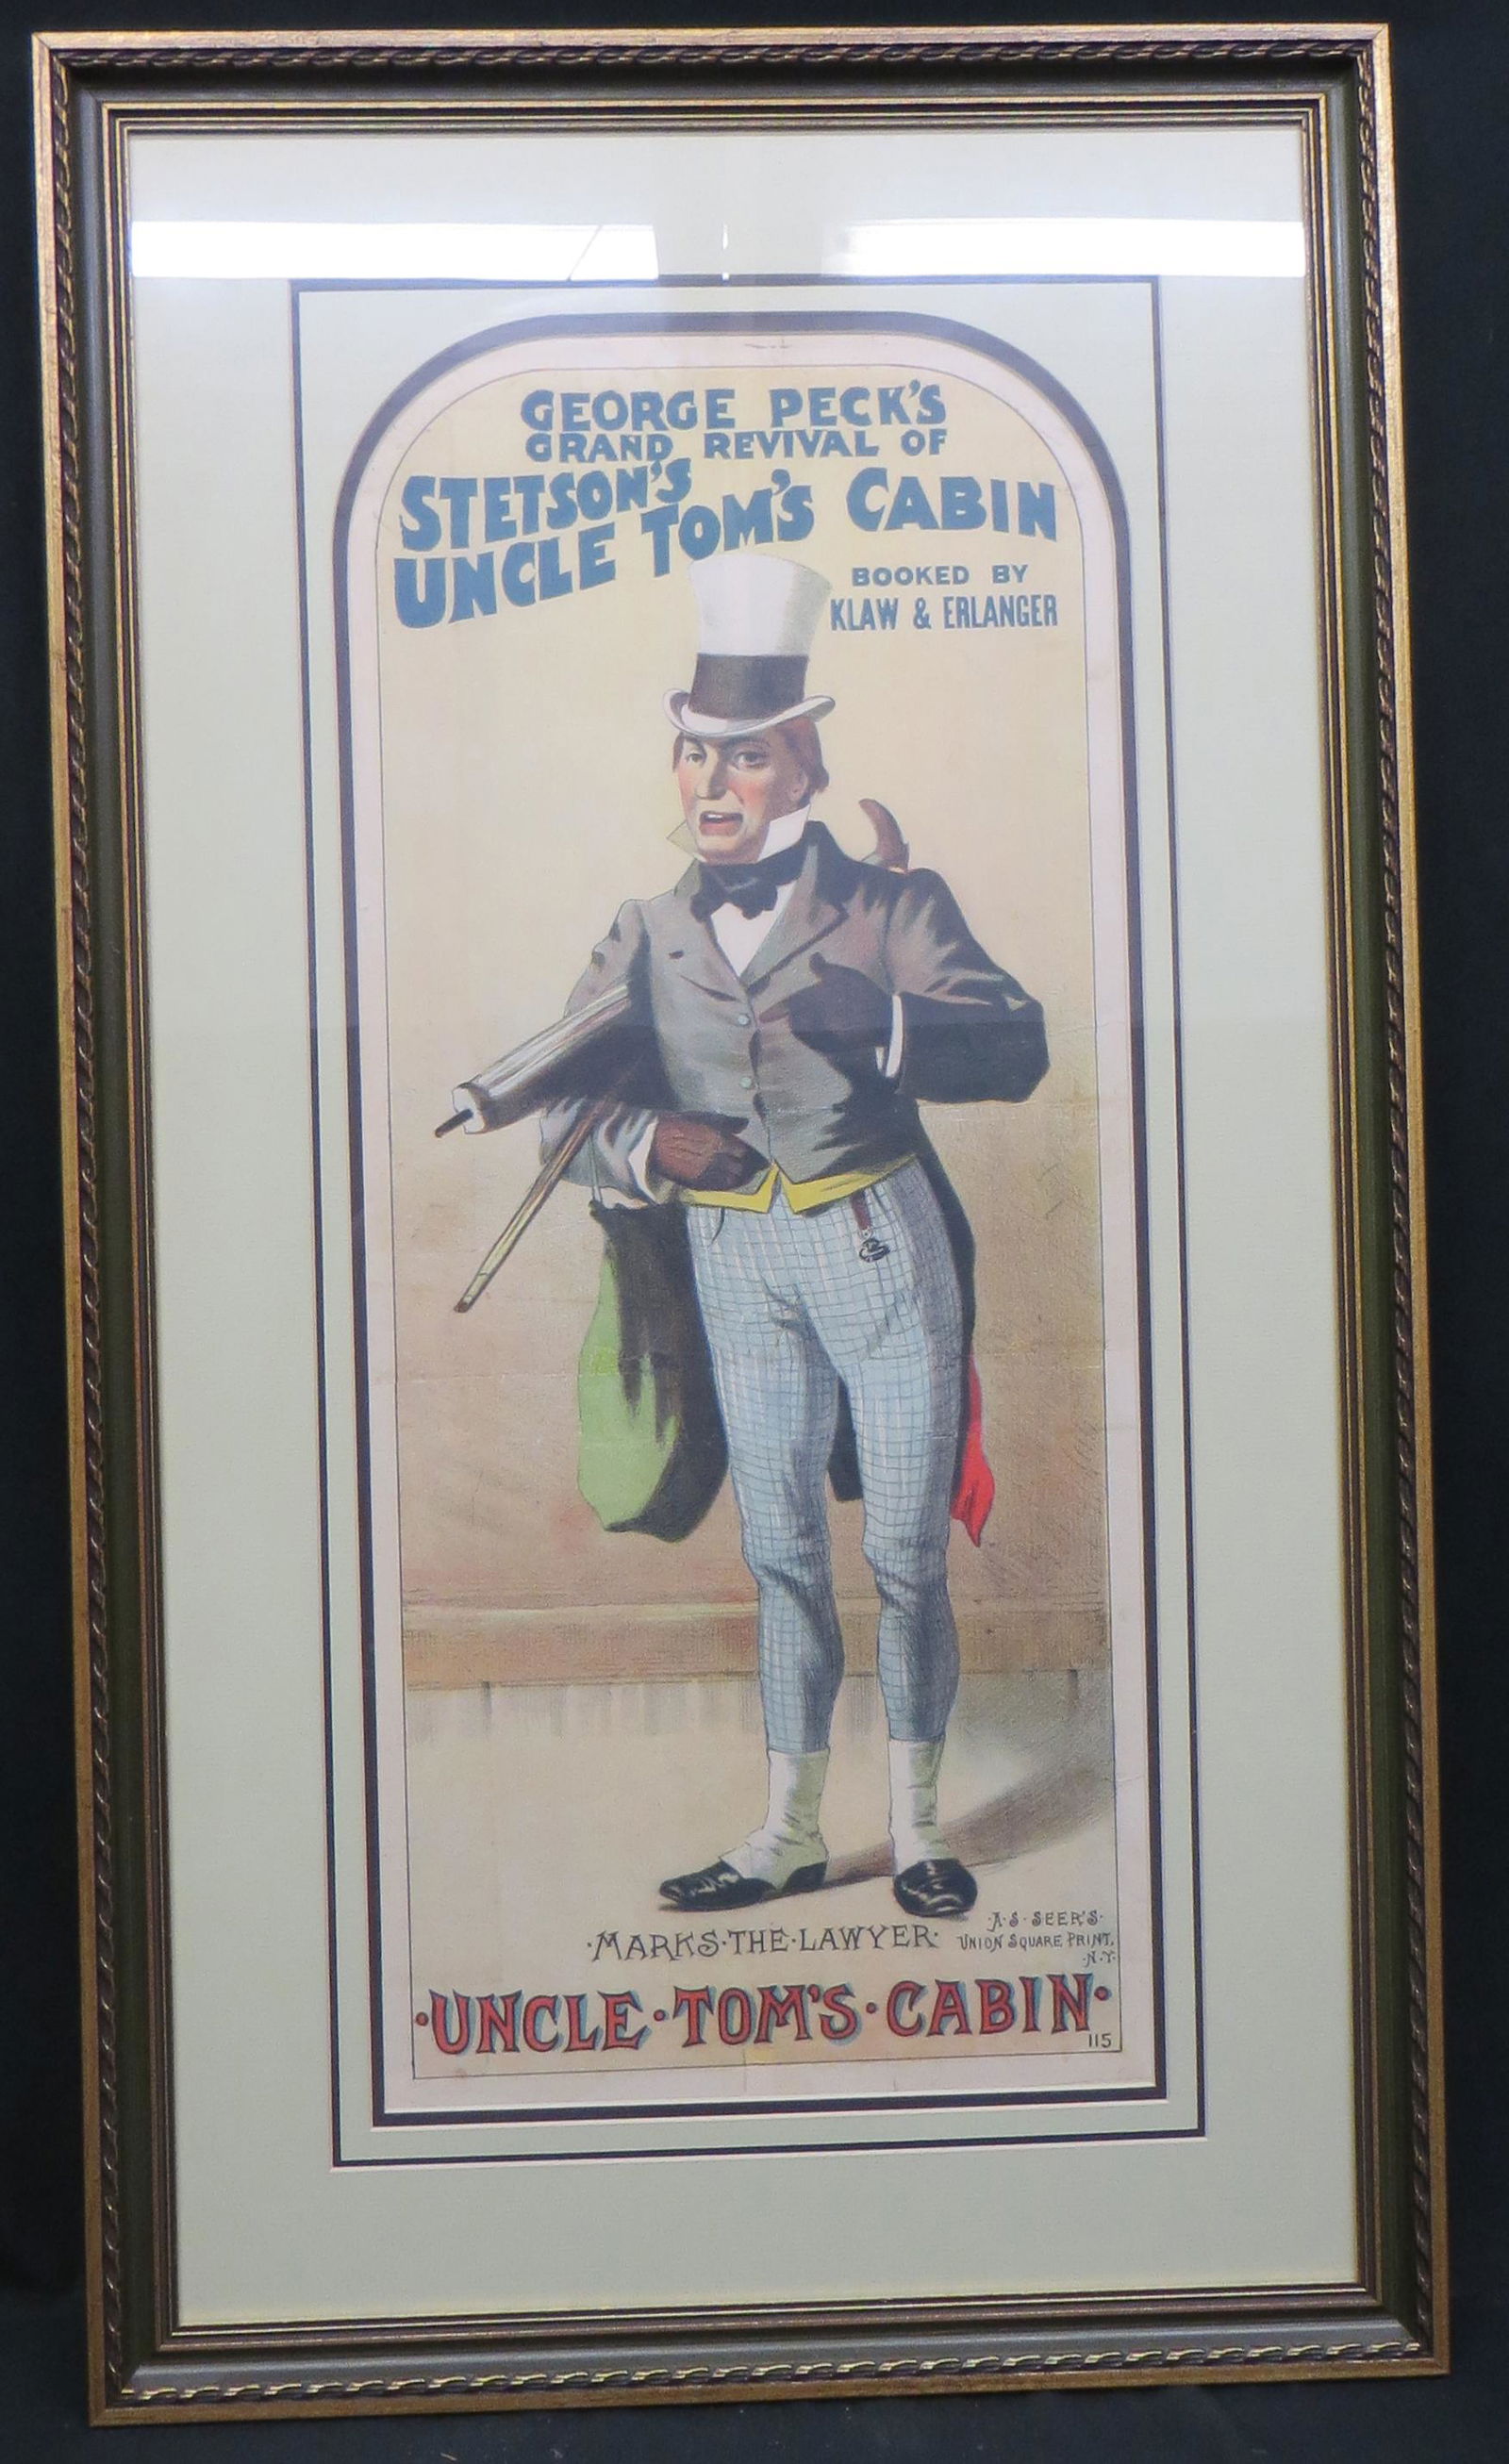 GEORGE PECK'S
GRAND REVIVAL OF
STETSON'S
UNCLE TOM'S CABIN
BOOKED BY
KLAW & ERLANGER
·MARKS·THE·LAWYER·
·A·S·SEER'S·
UNION SQUARE PRINT,
·N·Y·
·UNCLE·TOM'S·CABIN·
115